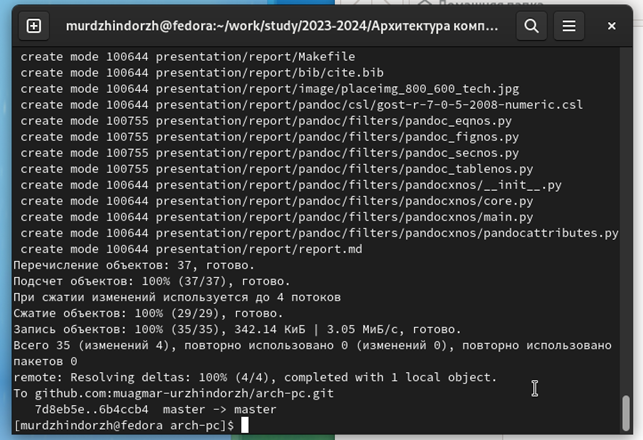 murdzhindorzh@fedora:~/work/study/2023-2024/Архитектура комп...
create mode 100644 presentation/report/Makefile
create mode 100644 presentation/report/bib/cite.bib
create mode 100644 presentation/report/image/placeimg_800_600_tech.jpg
create mode 100644 presentation/report/pandoc/csl/gost-r-7-0-5-2008-numeric.csl
create mode 100755 presentation/report/pandoc/filters/pandoc_eqnos.py
create mode 100755 presentation/report/pandoc/filters/pandoc_fignos.py
create mode 100755 presentation/report/pandoc/filters/pandoc_secnos.py
create mode 100755 presentation/report/pandoc/filters/pandoc_tablenos.py
create mode 100644 presentation/report/pandoc/filters/pandocxnos/__init__.py
create mode 100644 presentation/report/pandoc/filters/pandocxnos/core.py
create mode 100644 presentation/report/pandoc/filters/pandocxnos/main.py
create mode 100644 presentation/report/pandoc/filters/pandocxnos/pandocattributes.py
create mode 100644 presentation/report/report.md
Перечисление объектов: 37, готово.
Подсчет объектов: 100% (37/37), готово.
При сжатии изменений используется до 4 потоков
Сжатие объектов: 100% (29/29), готово.
Запись объектов: 100% (35/35), 342.14 КиБ | 3.05 МиБ/с, готово.
Всего 35 (изменений 4), повторно использовано 0 (изменений 0), повторно использовано
пакетов 0
remote: Resolving deltas: 100% (4/4), completed with 1 local object.
To github.com:muagmar-urzhindorzh/arch-pc.git
7d8eb5e..6b4ccb4  master -> master
[murdzhindorzh@fedora arch-pc]$